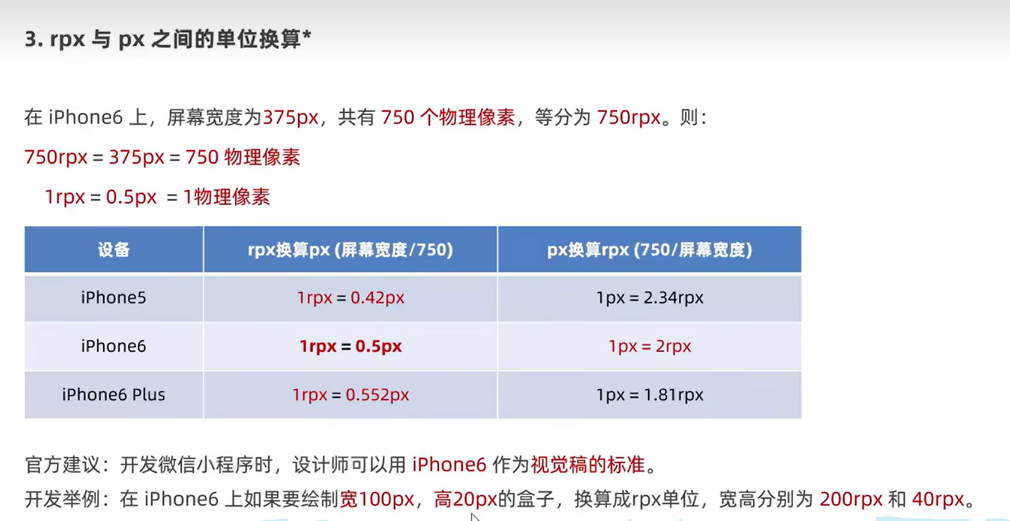 3. rpx 与 px 之间的单位换算*
在 iPhone6 上，屏幕宽度为375px，共有 750 个物理像素，等分为 750rpx。则：
750rpx = 375px = 750 物理像素
1rpx = 0.5px = 1物理像素
设备 rpx换算px (屏幕宽度/750) px换算rpx (750/屏幕宽度)
iPhone5 1rpx = 0.42px 1px = 2.34rpx
iPhone6 1rpx = 0.5px 1px = 2rpx
iPhone6 Plus 1rpx = 0.552px 1px = 1.81rpx
官方建议：开发微信小程序时，设计师可以用 iPhone6 作为视觉稿的标准。
开发举例：在 iPhone6 上如果要绘制宽100px，高20px的盒子，换算成rpx单位，宽高分别为 200rpx 和 40rpx。